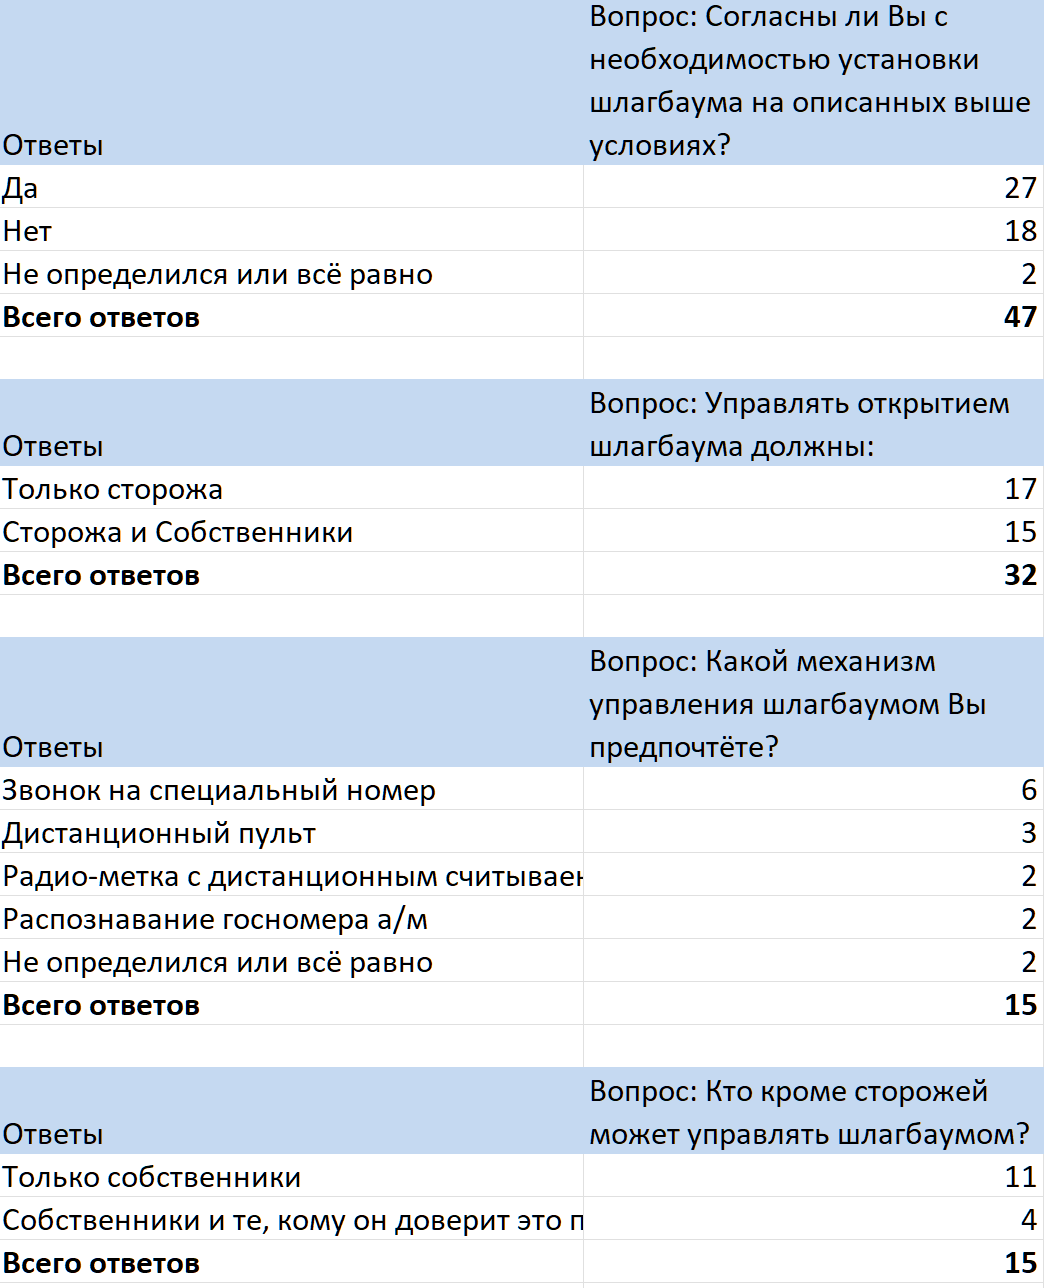 Вопрос: Согласны ли Вы с
необходимостью установки
шлагбаума на описанных выше
Ответы условиях?
Да 27
Нет 18
Не определился или всё равно 2
Всего ответов 47
Вопрос: Управлять открытием
Ответы шлагбаума должны:
Только сторожа 17
Сторожа и Собственники 15
Всего ответов 32
Вопрос: Какой механизм
управления шлагбаумом Вы
Ответы предпочтёте?
Звонок на специальный номер 6
Дистанционный пульт 3
Радио-метка с дистанционным считывае 2
Распознавание госномера а/м 2
Не определился или всё равно 2
Всего ответов 15
Вопрос: Кто кроме сторожей
Ответы может управлять шлагбаумом?
Только собственники 11
Собственники и те, кому он доверит это п 4
Всего ответов 15